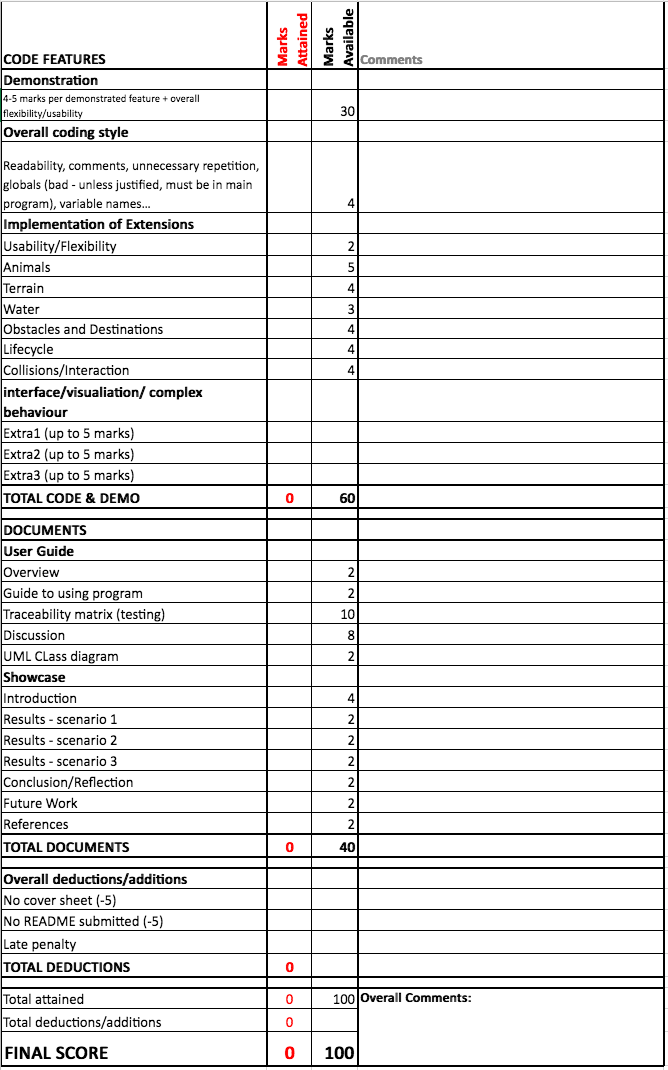 CODE FEATURES Marks Attained Marks Available Comments
Demonstration
4-5 marks per demonstrated feature + overall
flexibility/usability 30
Overall coding style
Readability, comments, unnecessary repetition,
globals (bad - unless justified, must be in main
program), variable names... 4
Implementation of Extensions
Usability/Flexibility 2
Animals 5
Terrain 4
Water 3
Obstacles and Destinations 4
Lifecycle 4
Collisions/Interaction 4
interface/visualiation/ complex
behaviour
Extra1 (up to 5 marks)
Extra2 (up to 5 marks)
Extra3 (up to 5 marks)
TOTAL CODE & DEMO 0 60
DOCUMENTS
User Guide
Overview 2
Guide to using program 2
Traceability matrix (testing) 10
Discussion 8
UML CLass diagram 2
Showcase
Introduction 4
Results - scenario 1 2
Results - scenario 2 2
Results - scenario 3 2
Conclusion/Reflection 2
Future Work 2
References 2
TOTAL DOCUMENTS 0 40
Overall deductions/additions
No cover sheet (-5)
No README submitted (-5)
Late penalty
TOTAL DEDUCTIONS 0
Total attained 0 100 Overall Comments:
Total deductions/additions 0
FINAL SCORE 0 100